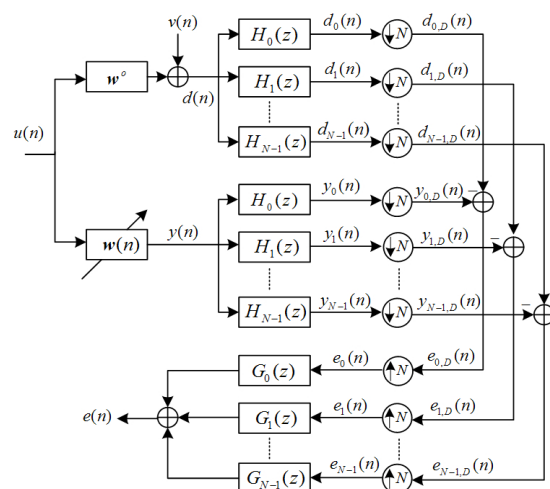 v(n) H_0(z) d_0(n) ↓N d_{0,D}(n)
w^o d(n) H_1(z) d_1(n) ↓N d_{1,D}(n)
u(n) H_{N-1}(z) d_{N-1}(n) ↓N d_{N-1,D}(n)
H_0(z) y_0(n) ↓N y_{0,D}(n) −
w(n) y(n) H_1(z) y_1(n) ↓N y_{1,D}(n) −
H_{N-1}(z) y_{N-1}(n) ↓N y_{N-1,D}(n) −
G_0(z) e_0(n) ↑N e_{0,D}(n)
e(n) G_1(z) e_1(n) ↑N e_{1,D}(n)
G_{N-1}(z) e_{N-1}(n) ↑N e_{N-1,D}(n)